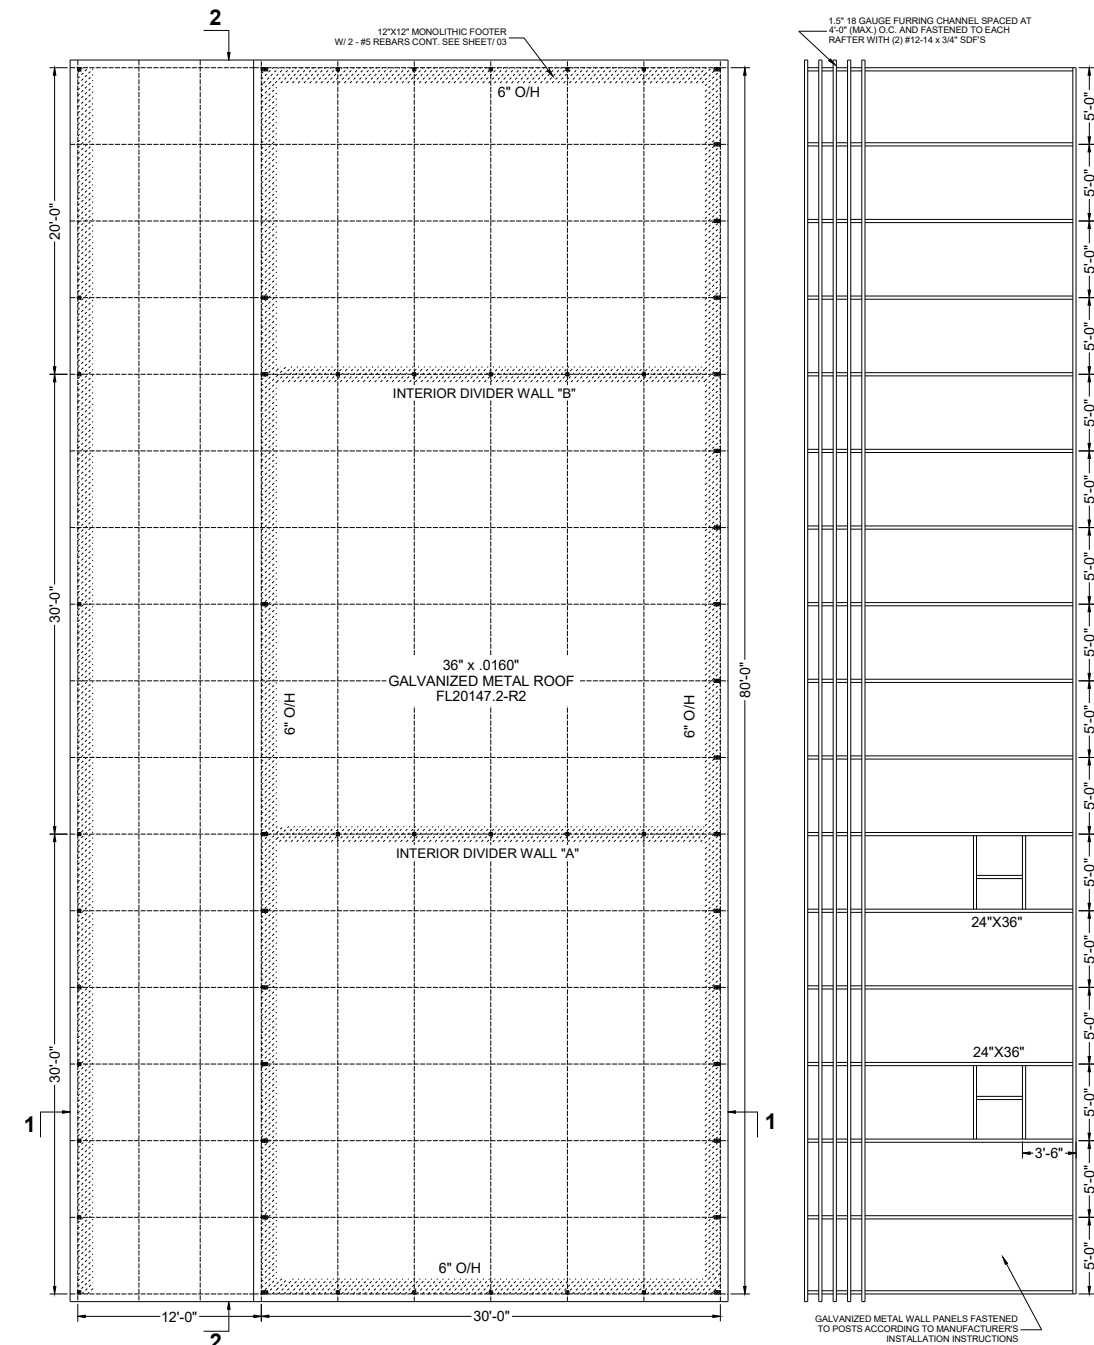 2
12"X12" MONOLITHIC FOOTER
W/ 2 - #5 REBARS CONT. SEE SHEET/ 03
1.5" 18 GAUGE FURRING CHANNEL SPACED AT
4'-0" (MAX.) O.C. AND FASTENED TO EACH
RAFTER WITH (2) #12-14 x 3/4" SDF'S
6" O/H
20'-0"
INTERIOR DIVIDER WALL "B"
30'-0"
36" x .0160"
GALVANIZED METAL ROOF
FL20147.2-R2
6" O/H
6" O/H
80'-0"
INTERIOR DIVIDER WALL "A"
30'-0"
1
1
6" O/H
12'-0"
30'-0"
2
5'-0"
5'-0"
5'-0"
5'-0"
5'-0"
5'-0"
5'-0"
5'-0"
5'-0"
5'-0"
5'-0"
24"X36"
5'-0"
5'-0"
24"X36"
5'-0"
3'-6"
5'-0"
5'-0"
GALVANIZED METAL WALL PANELS FASTENED
TO POSTS ACCORDING TO MANUFACTURER'S
INSTALLATION INSTRUCTIONS